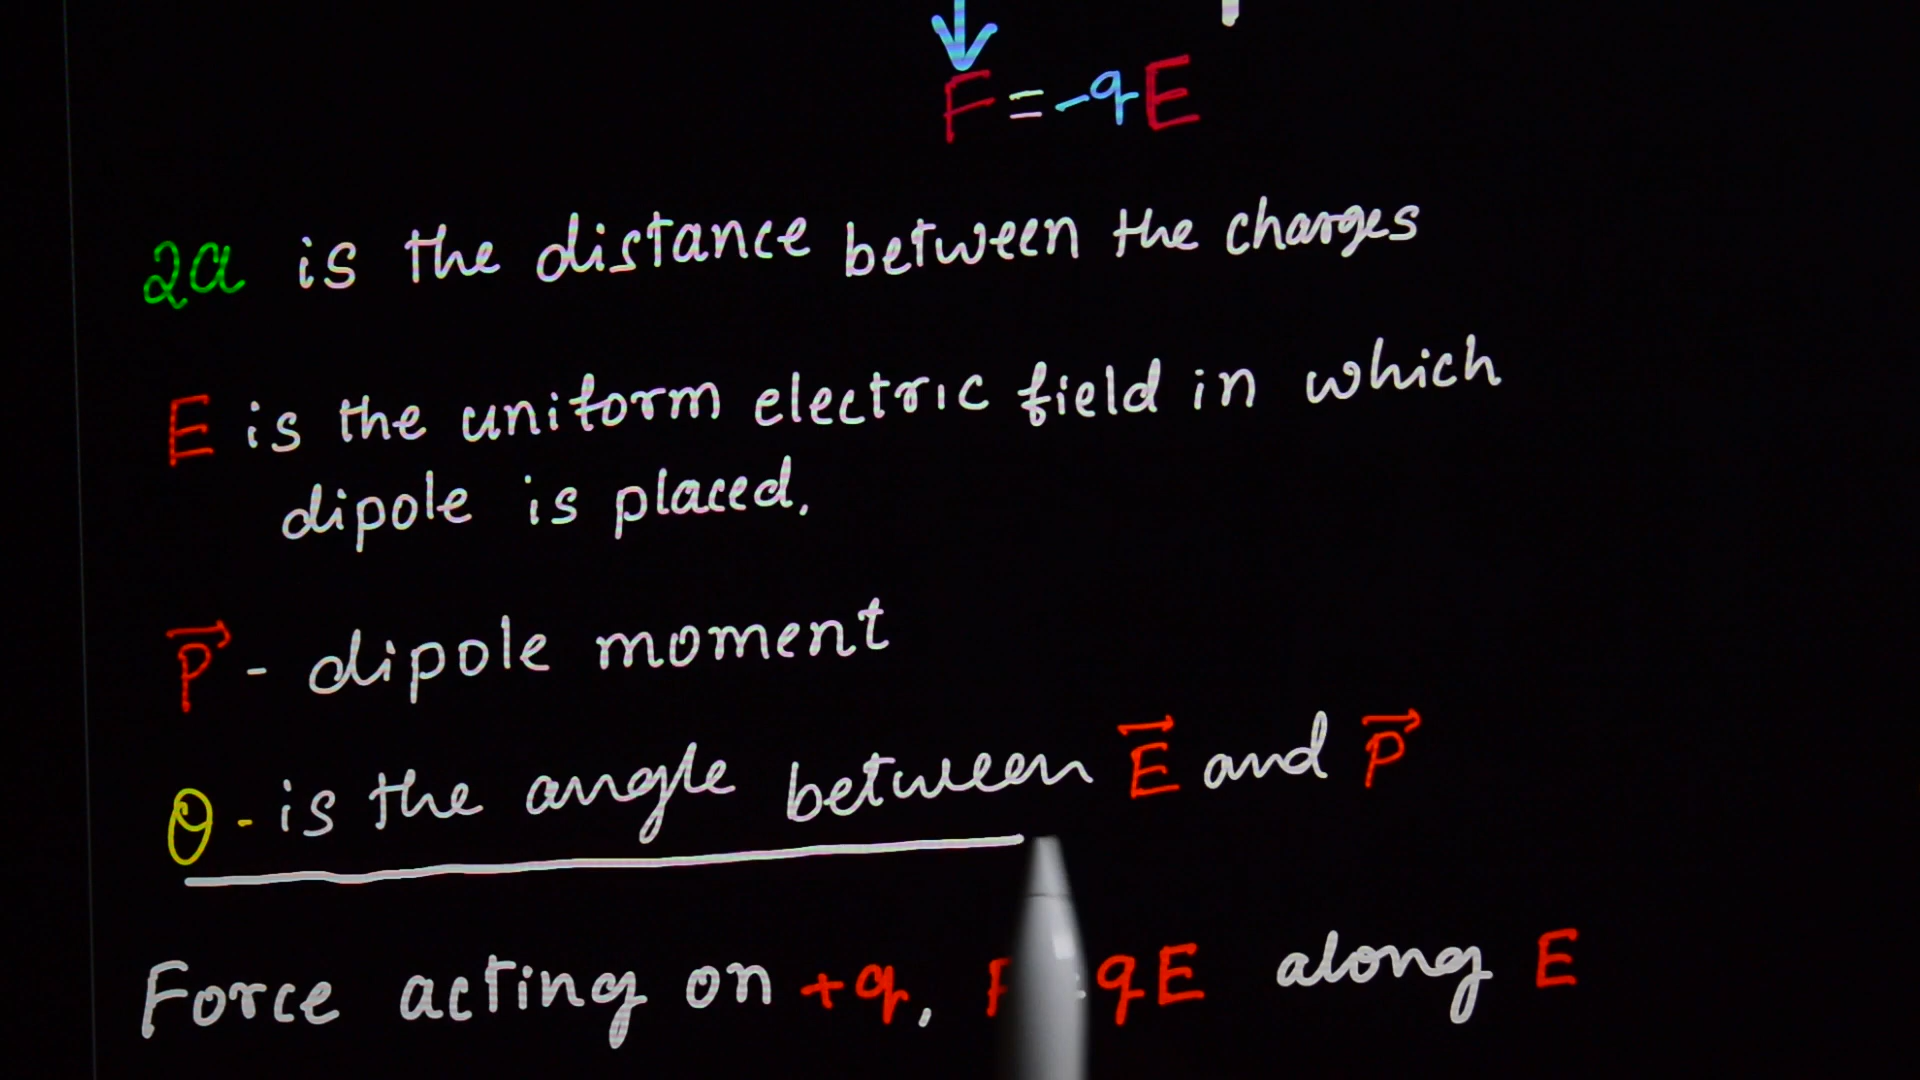 F = -qE
2a is the distance between the charges
E is the uniform electric field in which
dipole is placed.
P⃗ - dipole moment
θ - is the angle between E⃗ and P⃗
Force acting on +q, qE along E